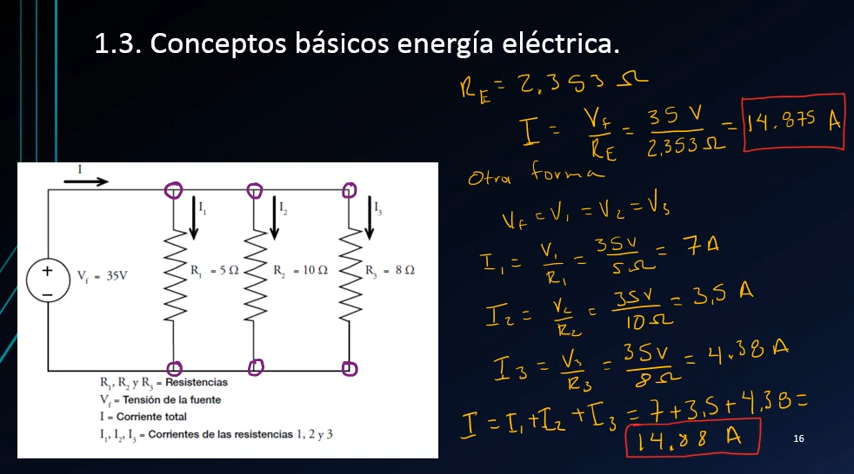 1.3. Conceptos básicos energía eléctrica.
R_E = 2.353 Ω
I = V_f / R_E = 35 V / 2,353 Ω = 14.875 A
Otra forma
V_F = V_1 = V_2 = V_3
I_1 = V_1 / R_1 = 35V / 5Ω = 7 A
I_2 = V_2 / R_2 = 35V / 10Ω = 3,5 A
I_3 = V_3 / R_3 = 35V / 8Ω = 4.38 A
I = I_1 + I_2 + I_3 = 7 + 3,5 + 4,38 =
14.88 A
I
I_1
I_2
I_3
+
−
V_f = 35V
R_1 = 5 Ω
R_2 = 10 Ω
R_3 = 8 Ω
R_1, R_2 y R_3 = Resistencias
V_f = Tensión de la fuente
I = Corriente total
I_1, I_2, I_3 = Corrientes de las resistencias 1, 2 y 3
16